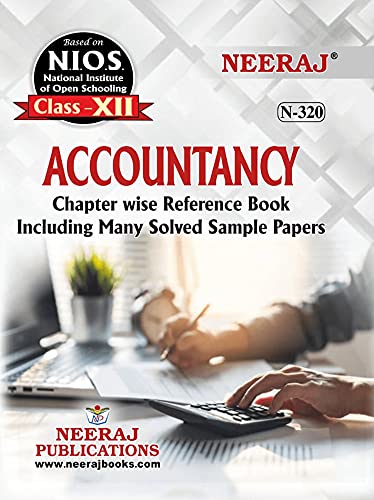 Based on
N.I.O.S.
National Institute
of Open Schooling
Class-XII
NEERAJ®
N-320
ACCOUNTANCY
Chapter wise Reference Book
Including Many Solved Sample Papers
NEERAJ
PUBLICATIONS
www.neerajbooks.com